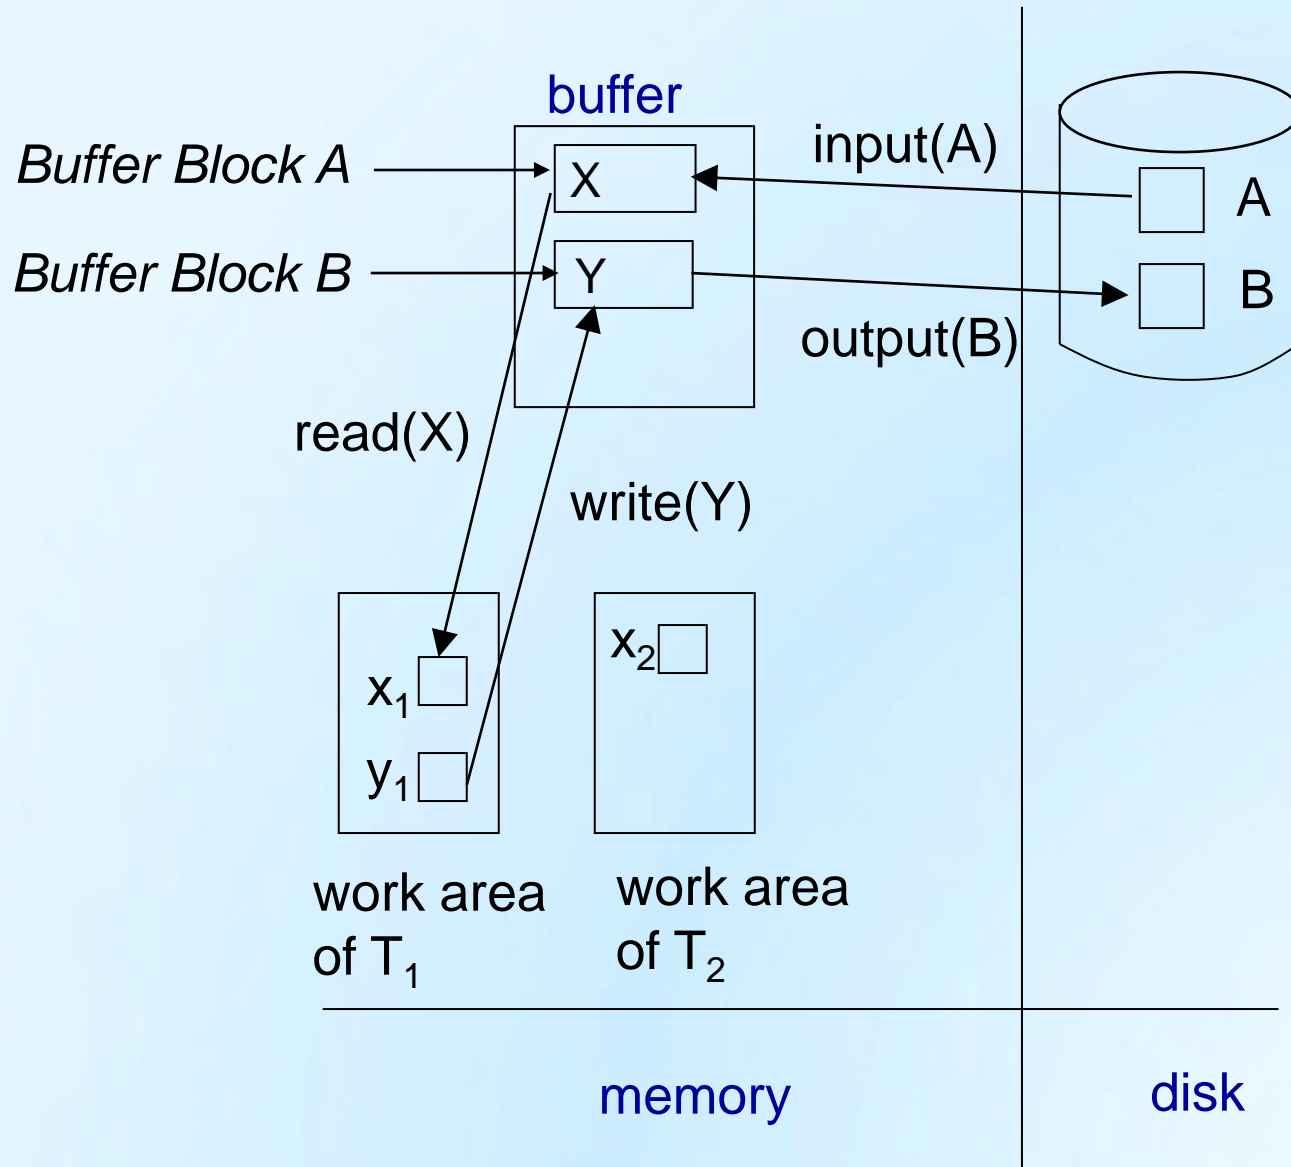 buffer
Buffer Block A
X
input(A)
A
Buffer Block B
Y
B
output(B)
read(X)
write(Y)
x₁
x₂
y₁
work area
of T₁
work area
of T₂
memory
disk